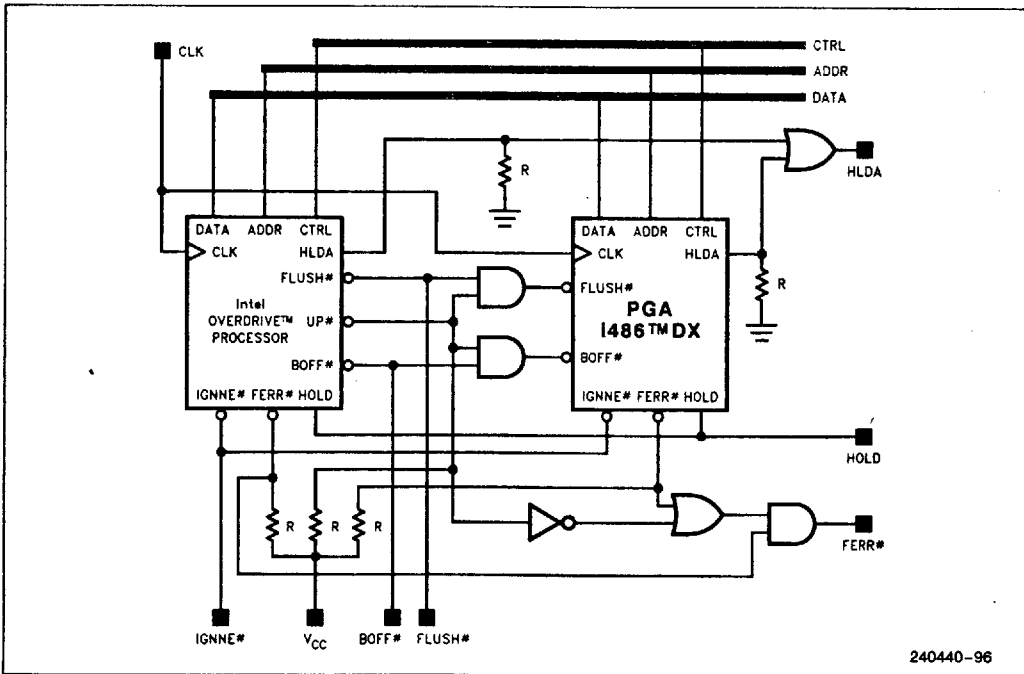 CLK
CTRL
ADDR
DATA
HLDA
R
DATA ADDR CTRL
CLK
HLDA
FLUSH#
Intel
OVERDRIVE™
PROCESSOR
UP#
BOFF#
IGNNE# FERR# HOLD
DATA ADDR CTRL
CLK
HLDA
FLUSH#
PGA
i486™DX
BOFF#
IGNNE# FERR# HOLD
R
HOLD
R
R
R
FERR#
IGNNE#
VCC
BOFF#
FLUSH#
240440-96